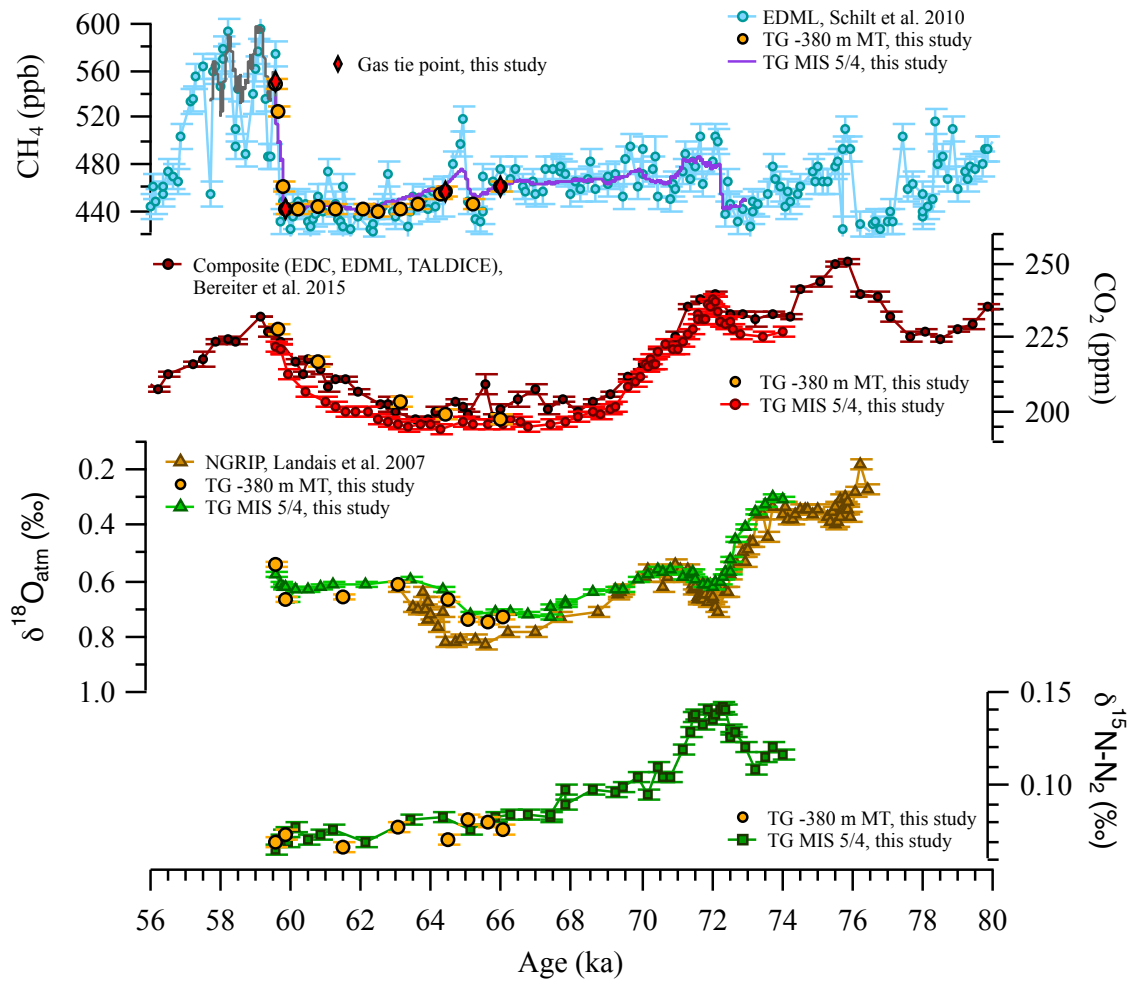 600
560
520
480
440
CH₄ (ppb)
EDML, Schilt et al. 2010
TG -380 m MT, this study
TG MIS 5/4, this study
Gas tie point, this study
Composite (EDC, EDML, TALDICE),
Bereiter et al. 2015
250
225
200
CO₂ (ppm)
TG -380 m MT, this study
TG MIS 5/4, this study
0.2
0.4
0.6
0.8
1.0
δ¹⁸Oatm (‰)
NGRIP, Landais et al. 2007
TG -380 m MT, this study
TG MIS 5/4, this study
0.15
0.10
δ¹⁵N-N₂ (‰)
TG -380 m MT, this study
TG MIS 5/4, this study
56 60 62 64 66 68 70 72 74 76 78 80
Age (ka)